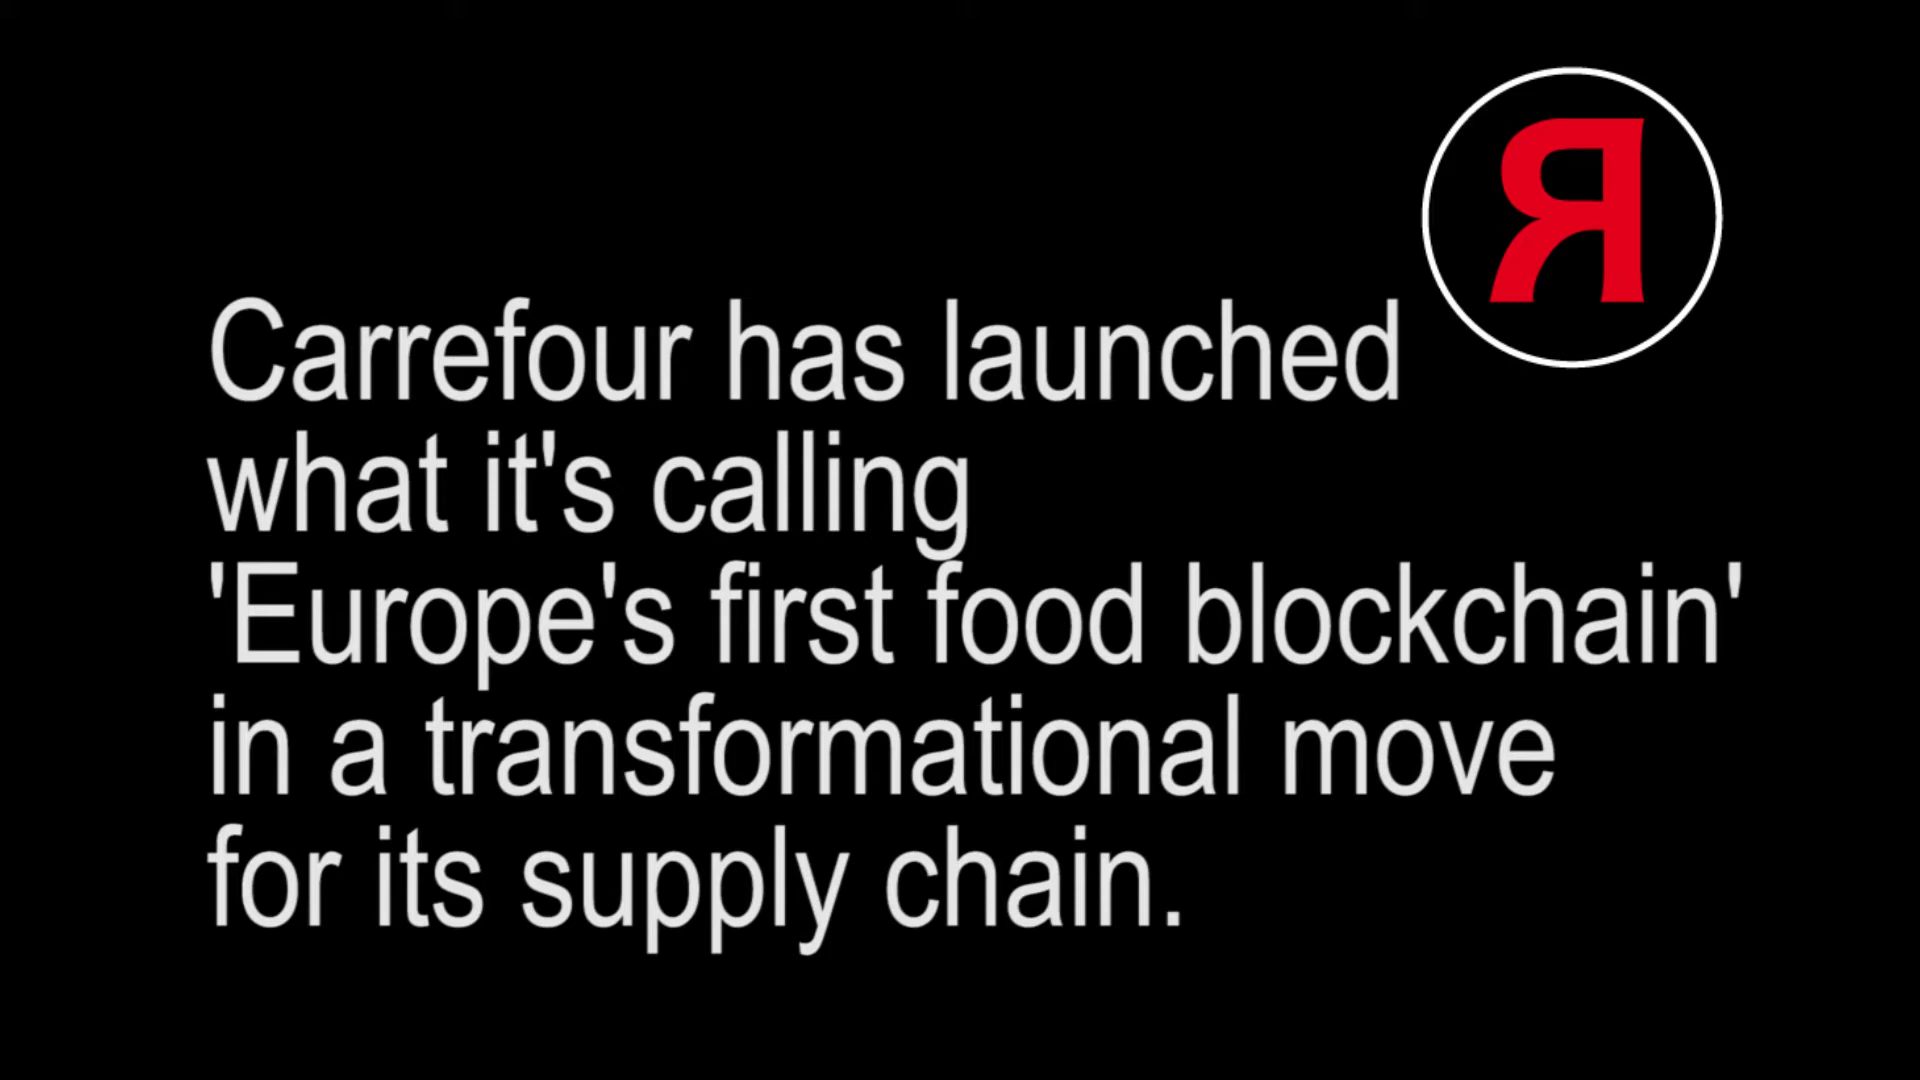 Я
Carrefour has launched
what it's calling
'Europe's first food blockchain'
in a transformational move
for its supply chain.